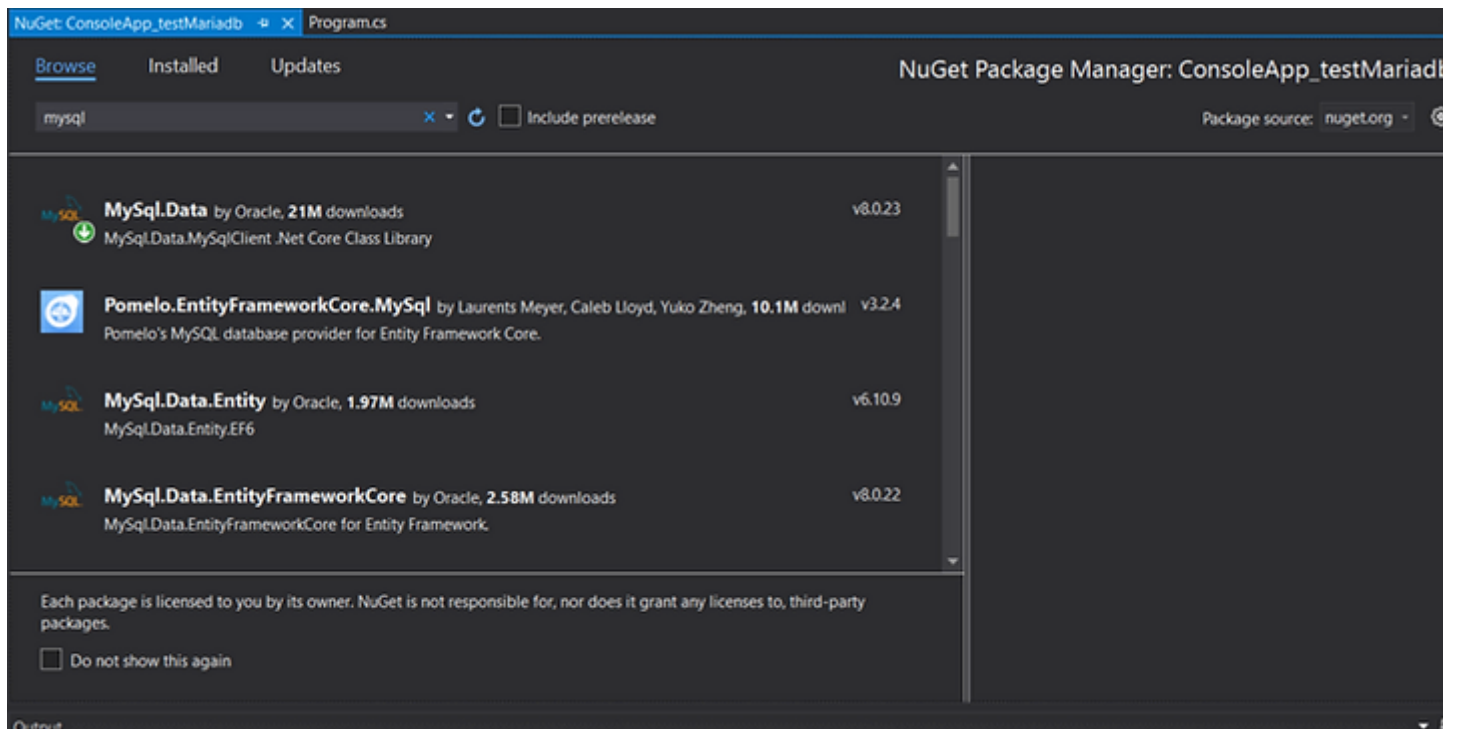 NuGet: ConsoleApp_testMariadb
Program.cs
Browse Installed Updates
NuGet Package Manager: ConsoleApp_testMariadb
mysql
Include prerelease
Package source: nuget.org
MySql.Data by Oracle, 21M downloads
v8.0.23
MySql.Data.MySqlClient .Net Core Class Library
Pomelo.EntityFrameworkCore.MySql by Laurents Meyer, Caleb Lloyd, Yuko Zheng, 10.1M downl
v3.2.4
Pomelo's MySQL database provider for Entity Framework Core.
MySQL
MySql.Data.Entity by Oracle, 1.97M downloads
v6.10.9
MySql.Data.Entity.EF6
MySQL
MySql.Data.EntityFrameworkCore by Oracle, 2.58M downloads
v8.0.22
MySql.Data.EntityFrameworkCore for Entity Framework.
Each package is licensed to you by its owner. NuGet is not responsible for, nor does it grant any licenses to, third-party
packages.
Do not show this again
Output